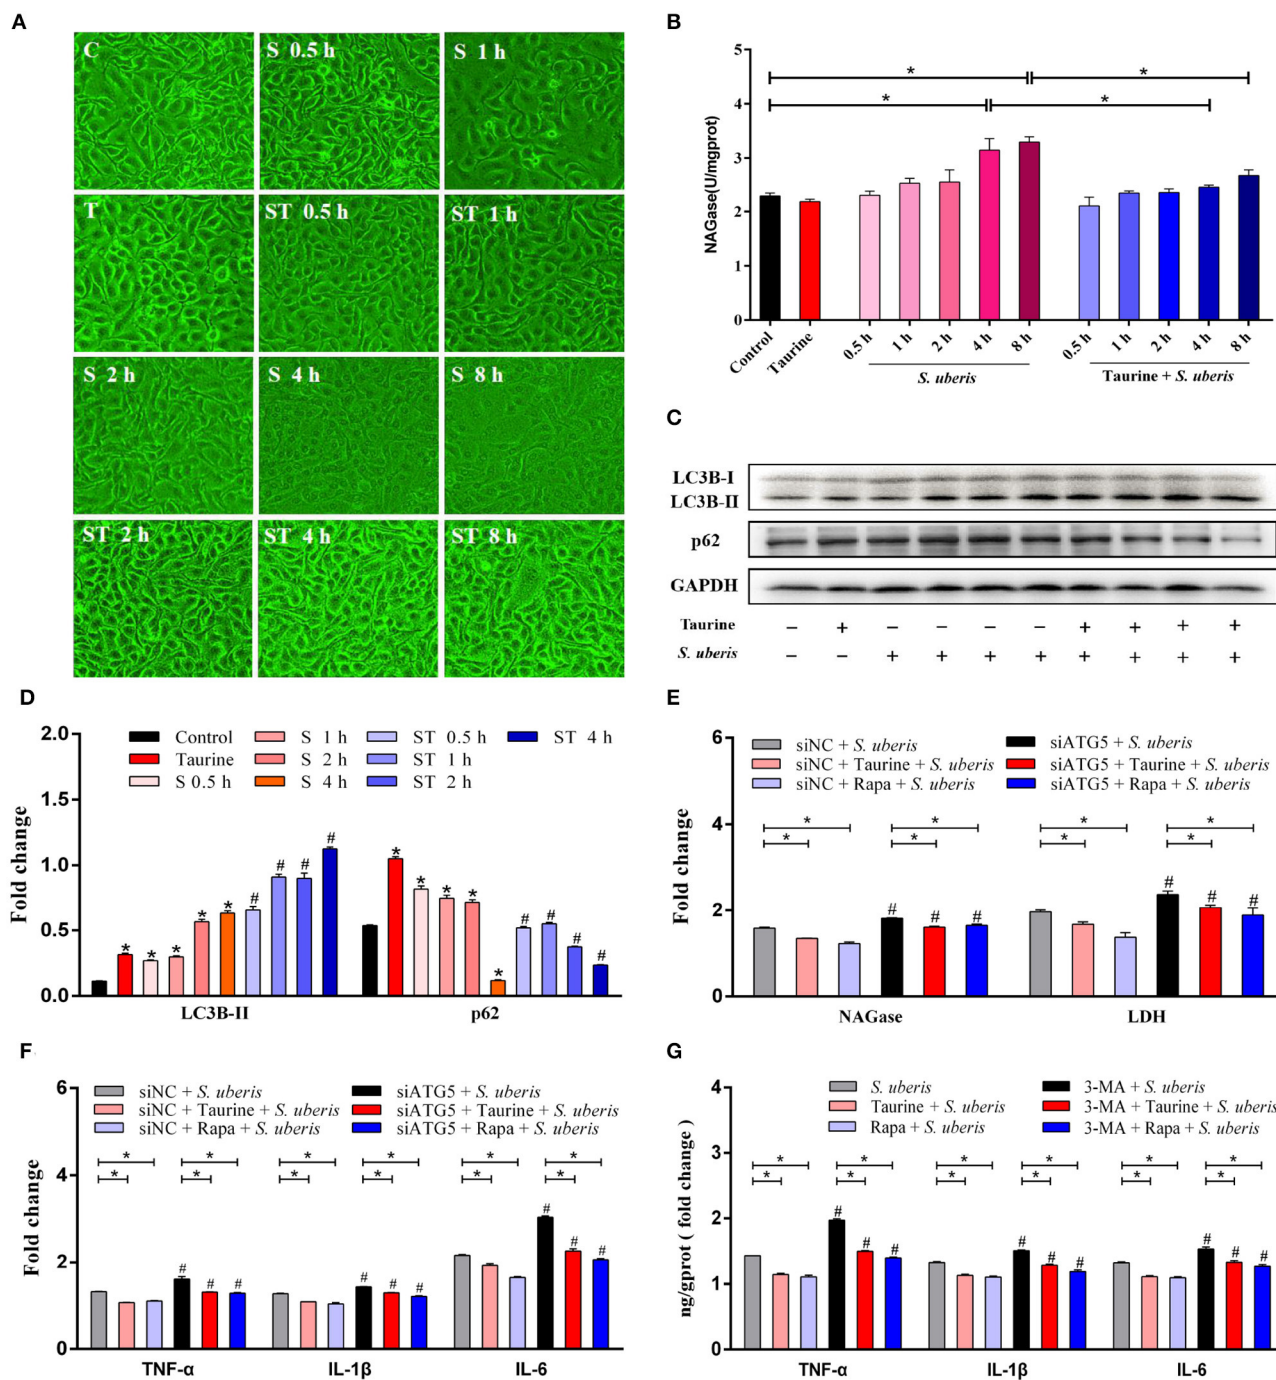 A
C
S 0.5 h
S 1 h
T
ST 0.5 h
ST 1 h
S 2 h
S 4 h
S 8 h
ST 2 h
ST 4 h
ST 8 h
B
NAGase(U/mgprot)
5
4
3
2
1
0
* *
* *
Control
Taurine
0.5 h
1 h
2 h
4 h
8 h
0.5 h
1 h
2 h
4 h
8 h
S. uberis
Taurine + S. uberis
C
LC3B-I
LC3B-II
p62
GAPDH
Taurine − + − − − − + + + +
S. uberis − − + + + + + + + +
D
Fold change
2.0
1.5
1.0
0.5
0.0
Control
Taurine
S 0.5 h
S 1 h
S 2 h
S 4 h
ST 0.5 h
ST 1 h
ST 2 h
ST 4 h
* * * * * # # # #
* * * * * # # # #
LC3B-II
p62
E
Fold change
6
4
2
0
siNC + S. uberis
siNC + Taurine + S. uberis
siNC + Rapa + S. uberis
siATG5 + S. uberis
siATG5 + Taurine + S. uberis
siATG5 + Rapa + S. uberis
* * * *
* * * *
# # # # # #
NAGase
LDH
F
Fold change
6
4
2
0
siNC + S. uberis
siNC + Taurine + S. uberis
siNC + Rapa + S. uberis
siATG5 + S. uberis
siATG5 + Taurine + S. uberis
siATG5 + Rapa + S. uberis
* * * * * *
* * * * * *
# # # # # # # # #
TNF-α
IL-1β
IL-6
G
ng/gprot ( fold change )
4
3
2
1
0
S. uberis
Taurine + S. uberis
Rapa + S. uberis
3-MA + S. uberis
3-MA + Taurine + S. uberis
3-MA + Rapa + S. uberis
* * * * * *
* * * * * *
# # # # # # # # #
TNF-α
IL-1β
IL-6